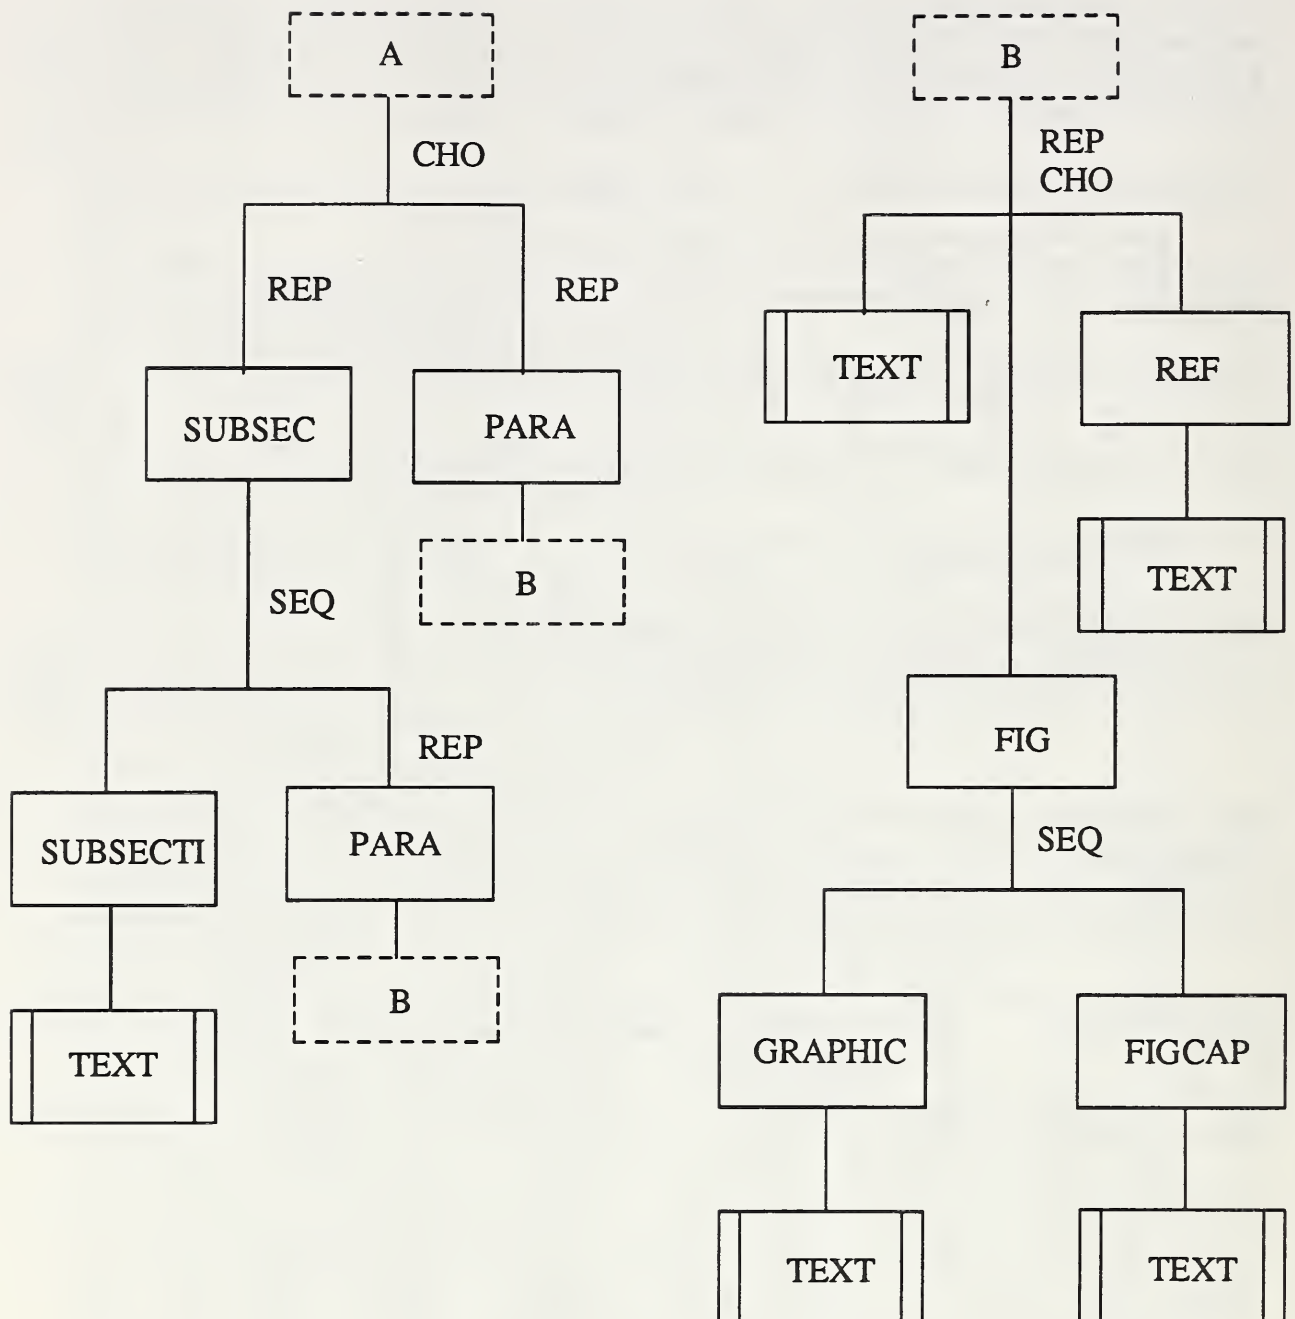 A
CHO
REP
REP
SUBSEC
PARA
B
SEQ
REP
SUBSECTI
PARA
TEXT
B
B
REP
CHO
TEXT
REF
TEXT
FIG
SEQ
GRAPHIC
FIGCAP
TEXT
TEXT